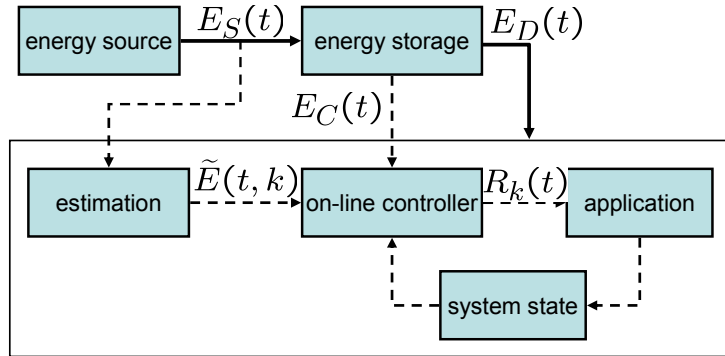 energy source
E_S(t)
energy storage
E_D(t)
E_C(t)
estimation
Ẽ(t, k)
on-line controller
R_k(t)
application
system state